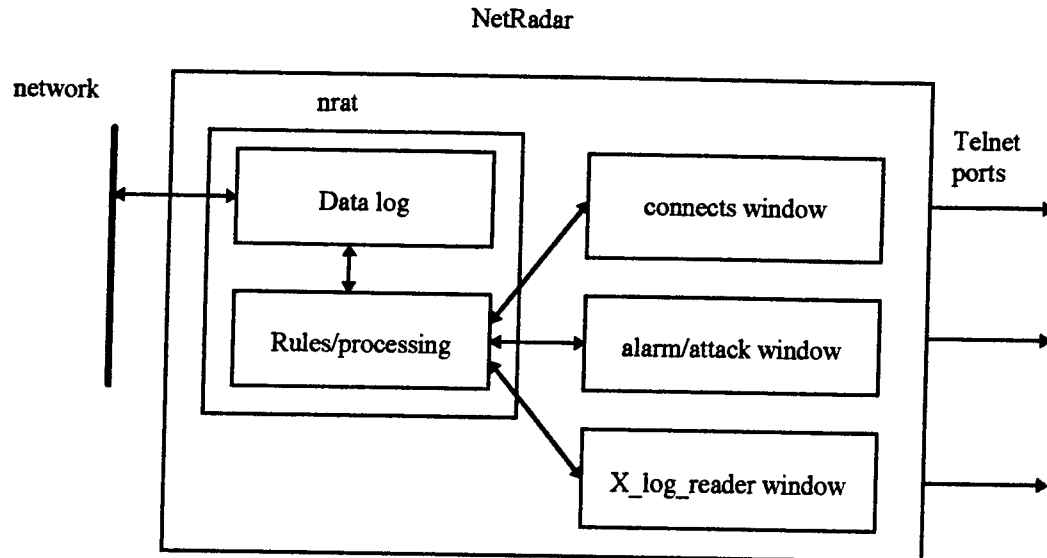 NetRadar
network
nrat
Telnet
ports
Data log
connects window
Rules/processing
alarm/attack window
X_log_reader window